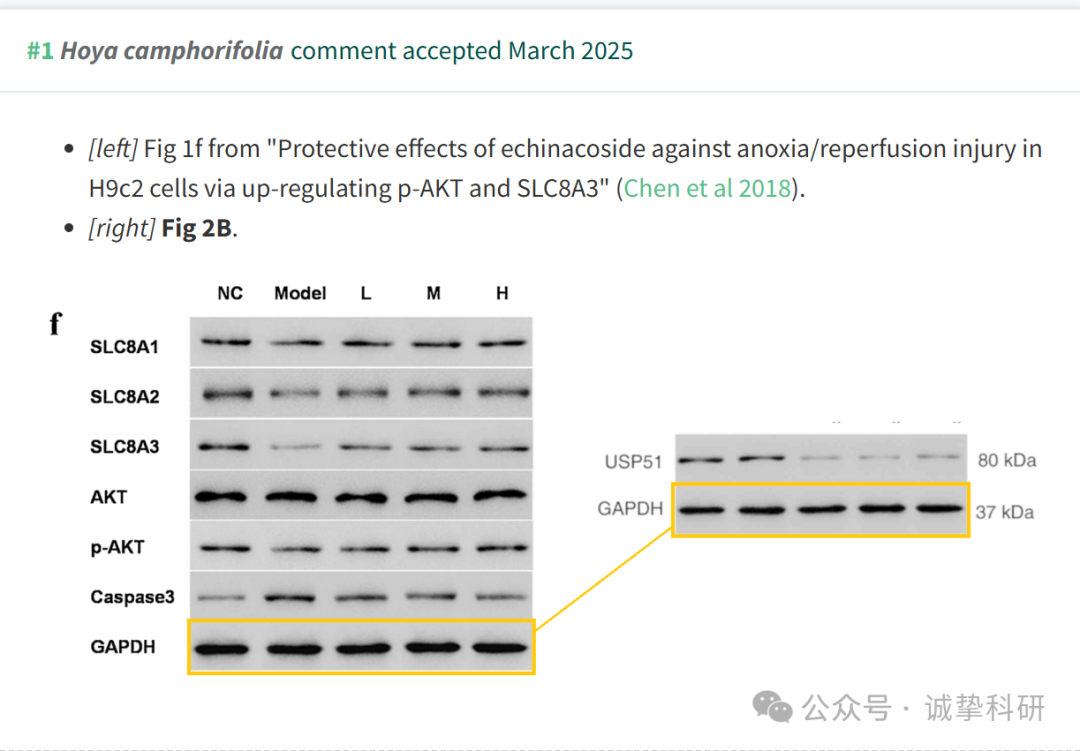 #1 Hoya camphorifolia comment accepted March 2025
• [left] Fig 1f from "Protective effects of echinacoside against anoxia/reperfusion injury in
H9c2 cells via up-regulating p-AKT and SLC8A3" (Chen et al 2018).
• [right] Fig 2B.
NC Model L M H
f
SLC8A1
SLC8A2
SLC8A3
AKT
p-AKT
Caspase3
GAPDH
USP51 80 kDa
GAPDH 37 kDa
公众号 · 诚挚科研